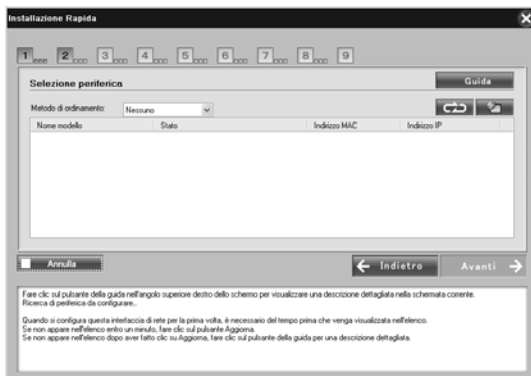 Installazione Rapida
1 2 3 4 5 6 7 8 9
Selezione periferica
Guida
Metodo di ordinamento: Nessuno
Nome modello Stato Indirizzo MAC Indirizzo IP
Annulla
Indietro
Avanti
Fare clic sul pulsante della guida nell'angolo superiore destro dello schermo per visualizzare una descrizione dettagliata nella schermata corrente.
Ricerca di periferica da configurare..
Quando si configura questa interfaccia di rete per la prima volta, è necessario del tempo prima che venga visualizzata nell'elenco.
Se non appare nell'elenco entro un minuto, fare clic sul pulsante Aggiorna.
Se non appare nell'elenco dopo aver fatto clic su Aggiorna, fare clic sul pulsante della guida per una descrizione dettagliata.